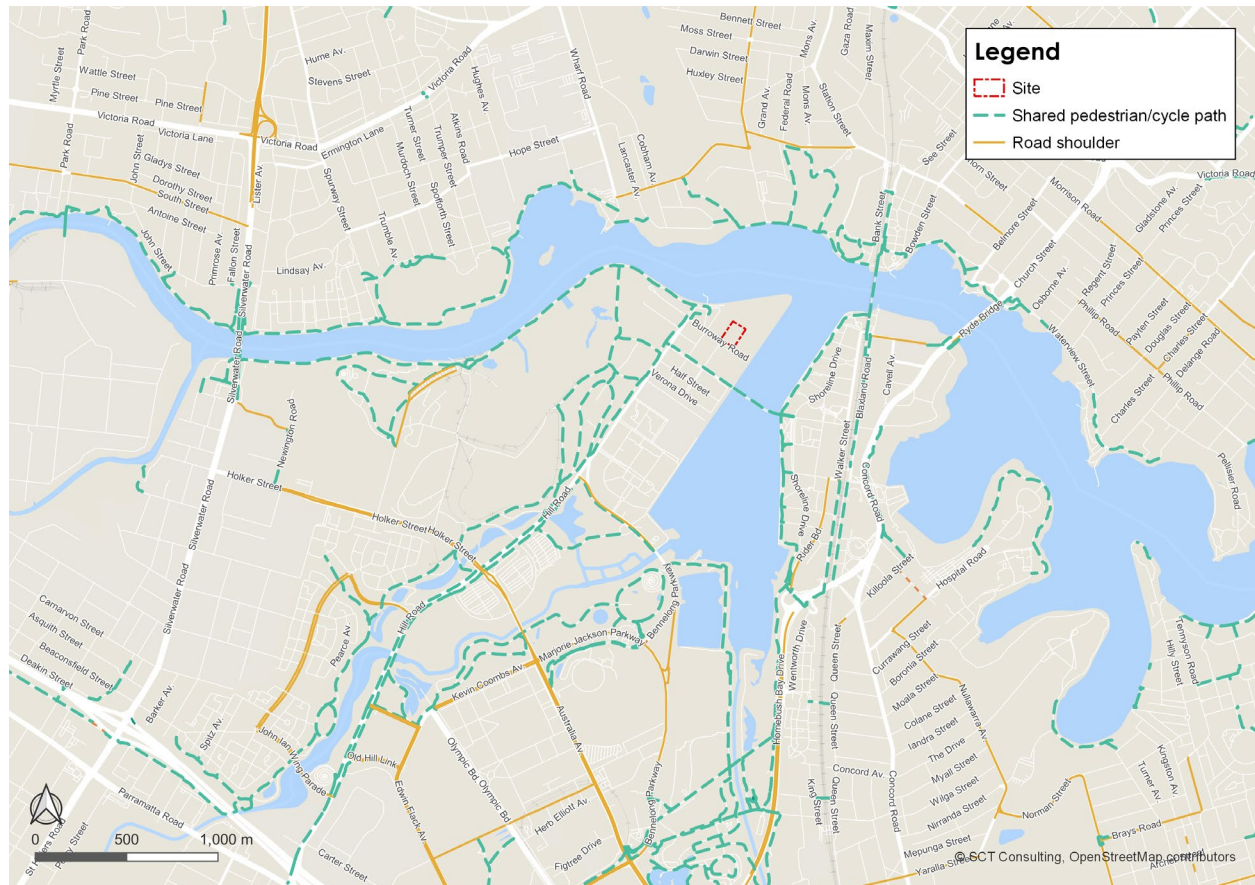 Legend
Site
Shared pedestrian/cycle path
Road shoulder
Bennett Street
Moss Street
Darwin Street
Huxley Street
Mons Av.
Gaza Road
Maxim Street
Park Road
Myrtle Street
Wattle Street
Pine Street
Pine Street
Hume Av.
Stevens Street
Victoria Road
Hughes Av.
Wharf Road
Grand Av.
Federal Road
Mons Av.
Station Street
See Street
Victoria Road
Victoria Lane
Victoria Road
Ermington Lane
Turner Street
Murdoch Street
Trumper Street
Atkins Road
Hope Street
Cobham Av.
Lancaster Av.
Park Road
John Street
Gladys Street
Dorothy Street
South Street
Antoine Street
Lister Av.
Spurway Street
Trumble Av.
Spofforth Street
Morrison Road
Victoria Road
Gladstone Av.
Princes Street
Bank Street
Bowden Street
Belmore Street
Church Street
John Street
Primrose Av.
Fallon Street
Silverwater Road
Lindsay Av.
Osborne Av.
Regent Street
Princes Street
Ryde Bridge
Phillip Road
Payten Street
Douglas Street
Charles Street
Delange Road
Waterview Street
Charles Street
Phillip Road
Burroway Road
Half Street
Verona Drive
Shoreline Drive
Blaxland Road
Cavell Av.
Silverwater Road
Newington Road
Holker Street
Walker Street
Concord Road
Pellisier Road
Silverwater Road
Holker Street
Holker Street
Hill Road
Shoreline Drive
Rider Bd
Killoola Street
Hospital Road
Bennelong Parkway
Carnarvon Street
Asquith Street
Beaconsfield Street
Deakin Street
Silverwater Road
Pearce Av.
Hill Road
Marjorie Jackson Parkway
Kevin Coombs Av.
Wentworth Drive
Queen Street
Currawang Street
Boronia Street
Moala Street
Colane Street
Iandra Street
The Drive
Myall Street
Wilga Street
Nirranda Street
Mepunga Street
Yaralla Street
Nullawarra Av.
Tennyson Road
Hilly Street
Barker Av.
Spitz Av.
John Ian Wing Parade
Old Hill Link
Olympic Bd
Olympic Bd
Australia Av.
Homebush Bay Drive
Queen Street
Concord Av.
Concord Road
King Street
Queen Street
Kingston Av.
Turner Av.
Norman Street
Brays Road
Parramatta Road
Edwin Flack Av.
Herb Elliott Av.
Figtree Drive
Bennelong Parkway
Carter Street
0 500 1,000 m
© SCT Consulting, OpenStreetMap contributors